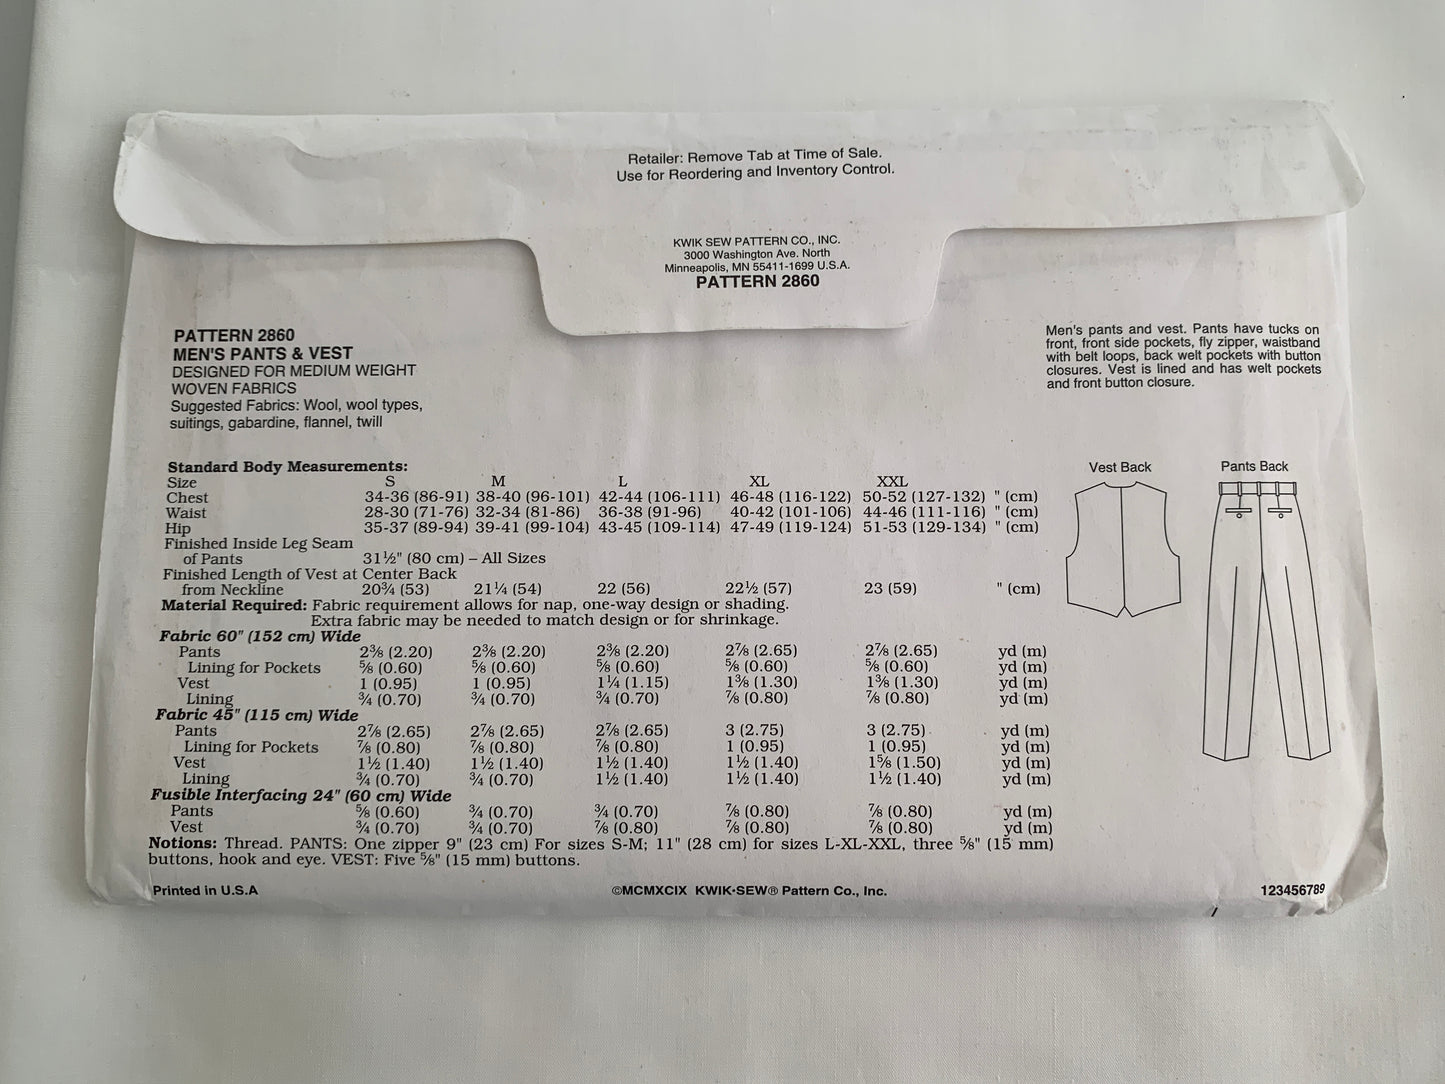 Retailer: Remove Tab at Time of Sale.
Use for Reordering and Inventory Control.
KWIK SEW PATTERN CO., INC.
3000 Washington Ave. North
Minneapolis, MN 55411-1699 U.S.A.
PATTERN 2860
PATTERN 2860
MEN'S PANTS & VEST
DESIGNED FOR MEDIUM WEIGHT
WOVEN FABRICS
Suggested Fabrics: Wool, wool types,
suitings, gabardine, flannel, twill
Men's pants and vest. Pants have tucks on
front, front side pockets, fly zipper, waistband
with belt loops, back welt pockets with button
closures. Vest is lined and has welt pockets
and front button closure.
Standard Body Measurements:
Size S M L XL XXL
Chest 34-36 (86-91) 38-40 (96-101) 42-44 (106-111) 46-48 (116-122) 50-52 (127-132) " (cm)
Waist 28-30 (71-76) 32-34 (81-86) 36-38 (91-96) 40-42 (101-106) 44-46 (111-116) " (cm)
Hip 35-37 (89-94) 39-41 (99-104) 43-45 (109-114) 47-49 (119-124) 51-53 (129-134) " (cm)
Finished Inside Leg Seam
of Pants 31½" (80 cm) – All Sizes
Finished Length of Vest at Center Back
from Neckline 20¾ (53) 21¼ (54) 22 (56) 22½ (57) 23 (59) " (cm)
Material Required: Fabric requirement allows for nap, one-way design or shading.
Extra fabric may be needed to match design or for shrinkage.
Fabric 60" (152 cm) Wide
Pants 2⅜ (2.20) 2⅜ (2.20) 2⅜ (2.20) 2⅞ (2.65) 2⅞ (2.65) yd (m)
Lining for Pockets ⅝ (0.60) ⅝ (0.60) ⅝ (0.60) ⅝ (0.60) ⅝ (0.60) yd (m)
Vest 1 (0.95) 1 (0.95) 1¼ (1.15) 1⅜ (1.30) 1⅜ (1.30) yd (m)
Lining ¾ (0.70) ¾ (0.70) ¾ (0.70) ⅞ (0.80) ⅞ (0.80) yd (m)
Fabric 45" (115 cm) Wide
Pants 2⅞ (2.65) 2⅞ (2.65) 2⅞ (2.65) 3 (2.75) 3 (2.75) yd (m)
Lining for Pockets ⅞ (0.80) ⅞ (0.80) ⅞ (0.80) 1 (0.95) 1 (0.95) yd (m)
Vest 1½ (1.40) 1½ (1.40) 1½ (1.40) 1½ (1.40) 1⅝ (1.50) yd (m)
Lining ¾ (0.70) ¾ (0.70) 1½ (1.40) 1½ (1.40) 1½ (1.40) yd (m)
Fusible Interfacing 24" (60 cm) Wide
Pants ⅝ (0.60) ¾ (0.70) ¾ (0.70) ⅞ (0.80) ⅞ (0.80) yd (m)
Vest ¾ (0.70) ¾ (0.70) ⅞ (0.80) ⅞ (0.80) ⅞ (0.80) yd (m)
Notions: Thread. PANTS: One zipper 9" (23 cm) For sizes S-M; 11" (28 cm) for sizes L-XL-XXL, three ⅝" (15 mm)
buttons, hook and eye. VEST: Five ⅝" (15 mm) buttons.
Vest Back
Pants Back
Printed in U.S.A
©MCMXCIX KWIK•SEW® Pattern Co., Inc.
123456789